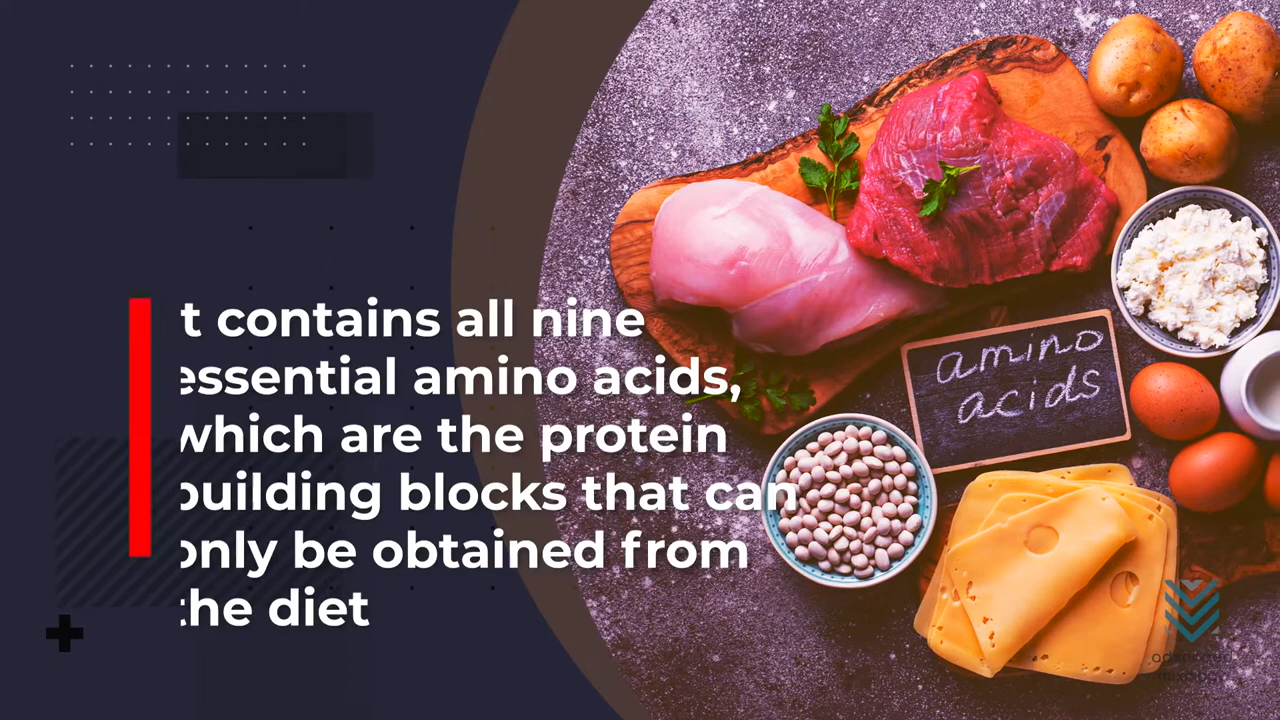 t contains all nine
essential amino acids,
which are the protein
building blocks that can
only be obtained from
the diet
amino
acids